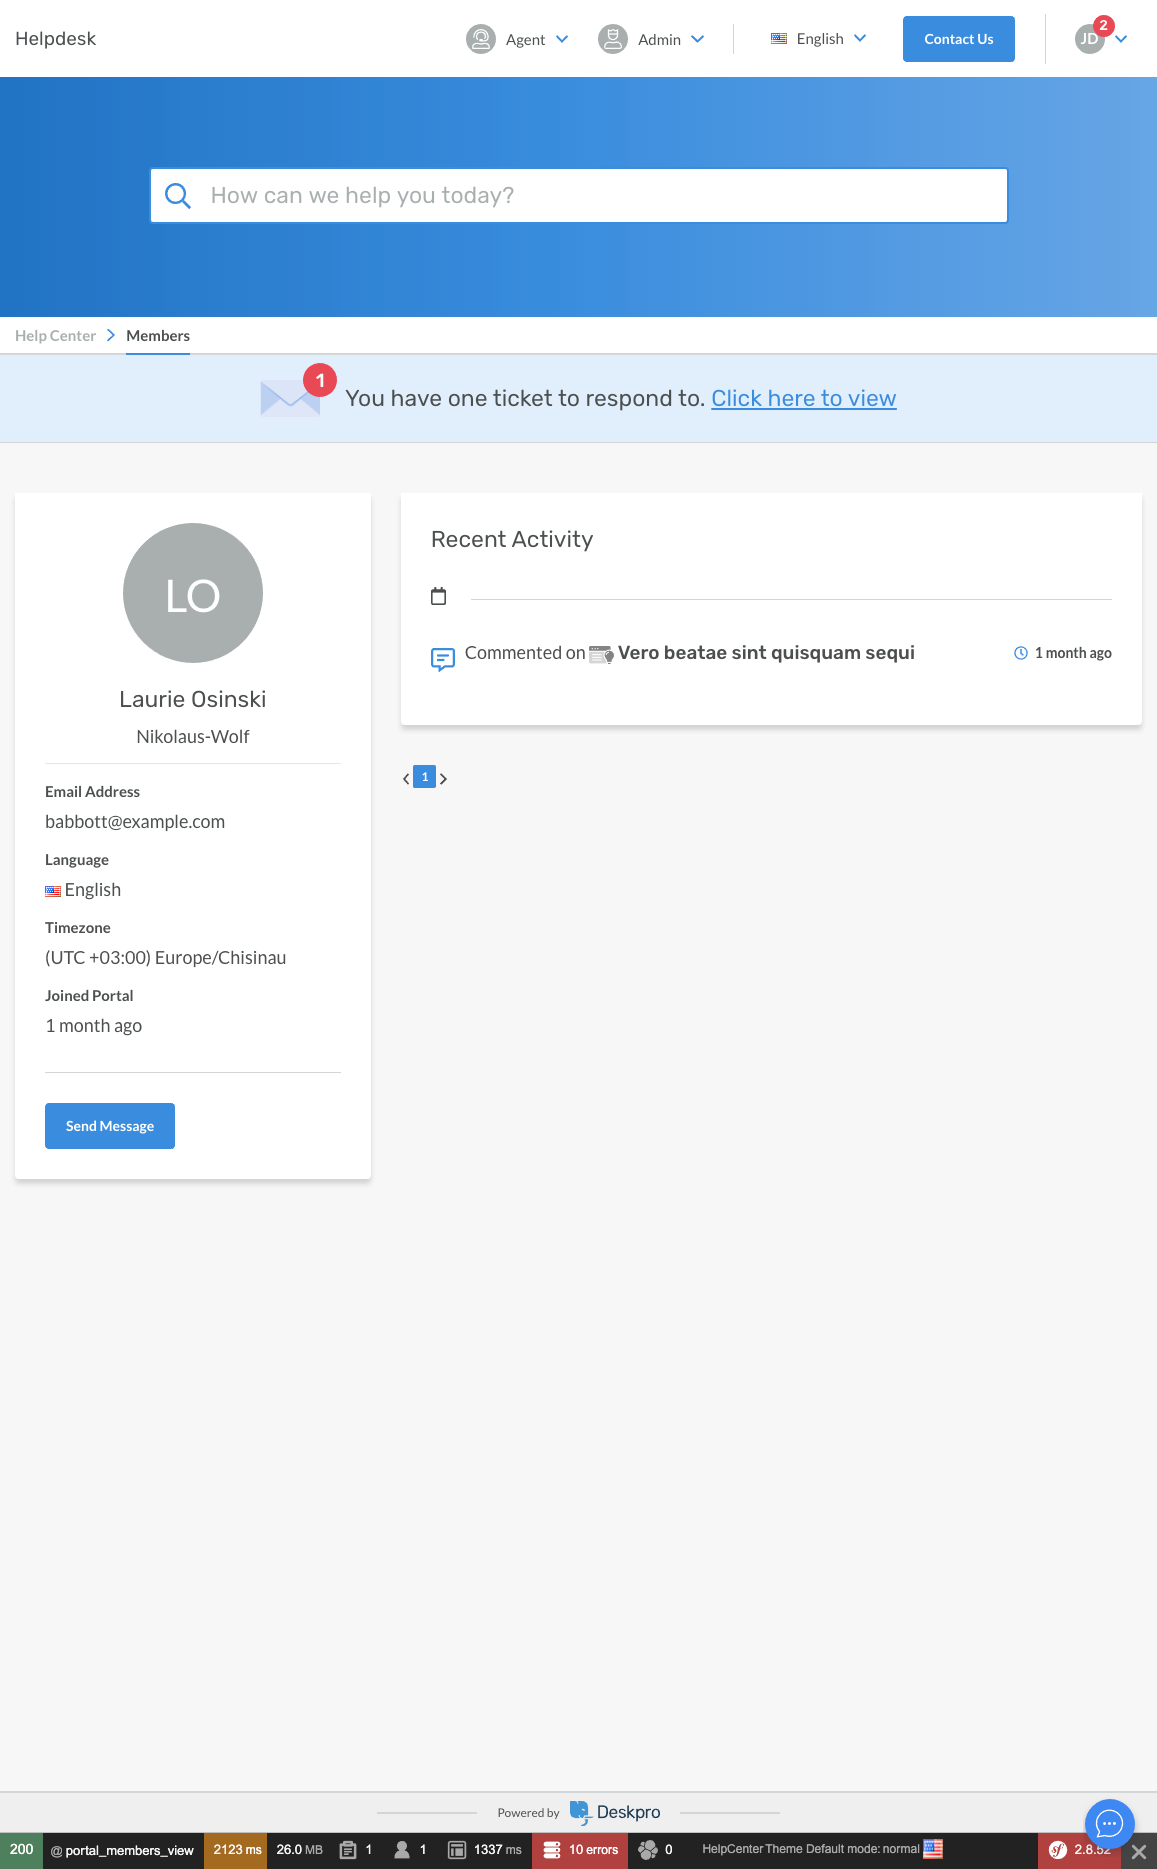 Helpdesk
Agent
Admin
English
Contact Us
JD
2
How can we help you today?
Help Center
Members
1
You have one ticket to respond to. Click here to view
LO
Laurie Osinski
Nikolaus-Wolf
Email Address
babbott@example.com
Language
English
Timezone
(UTC +03:00) Europe/Chisinau
Joined Portal
1 month ago
Send Message
Recent Activity
Commented on Vero beatae sint quisquam sequi
1 month ago
1
Powered by Deskpro
200 @ portal_members_view 2123 ms 26.0 MB 1 1 1337 ms 10 errors 0 HelpCenterTheme Default mode: normal sf 2.8.52